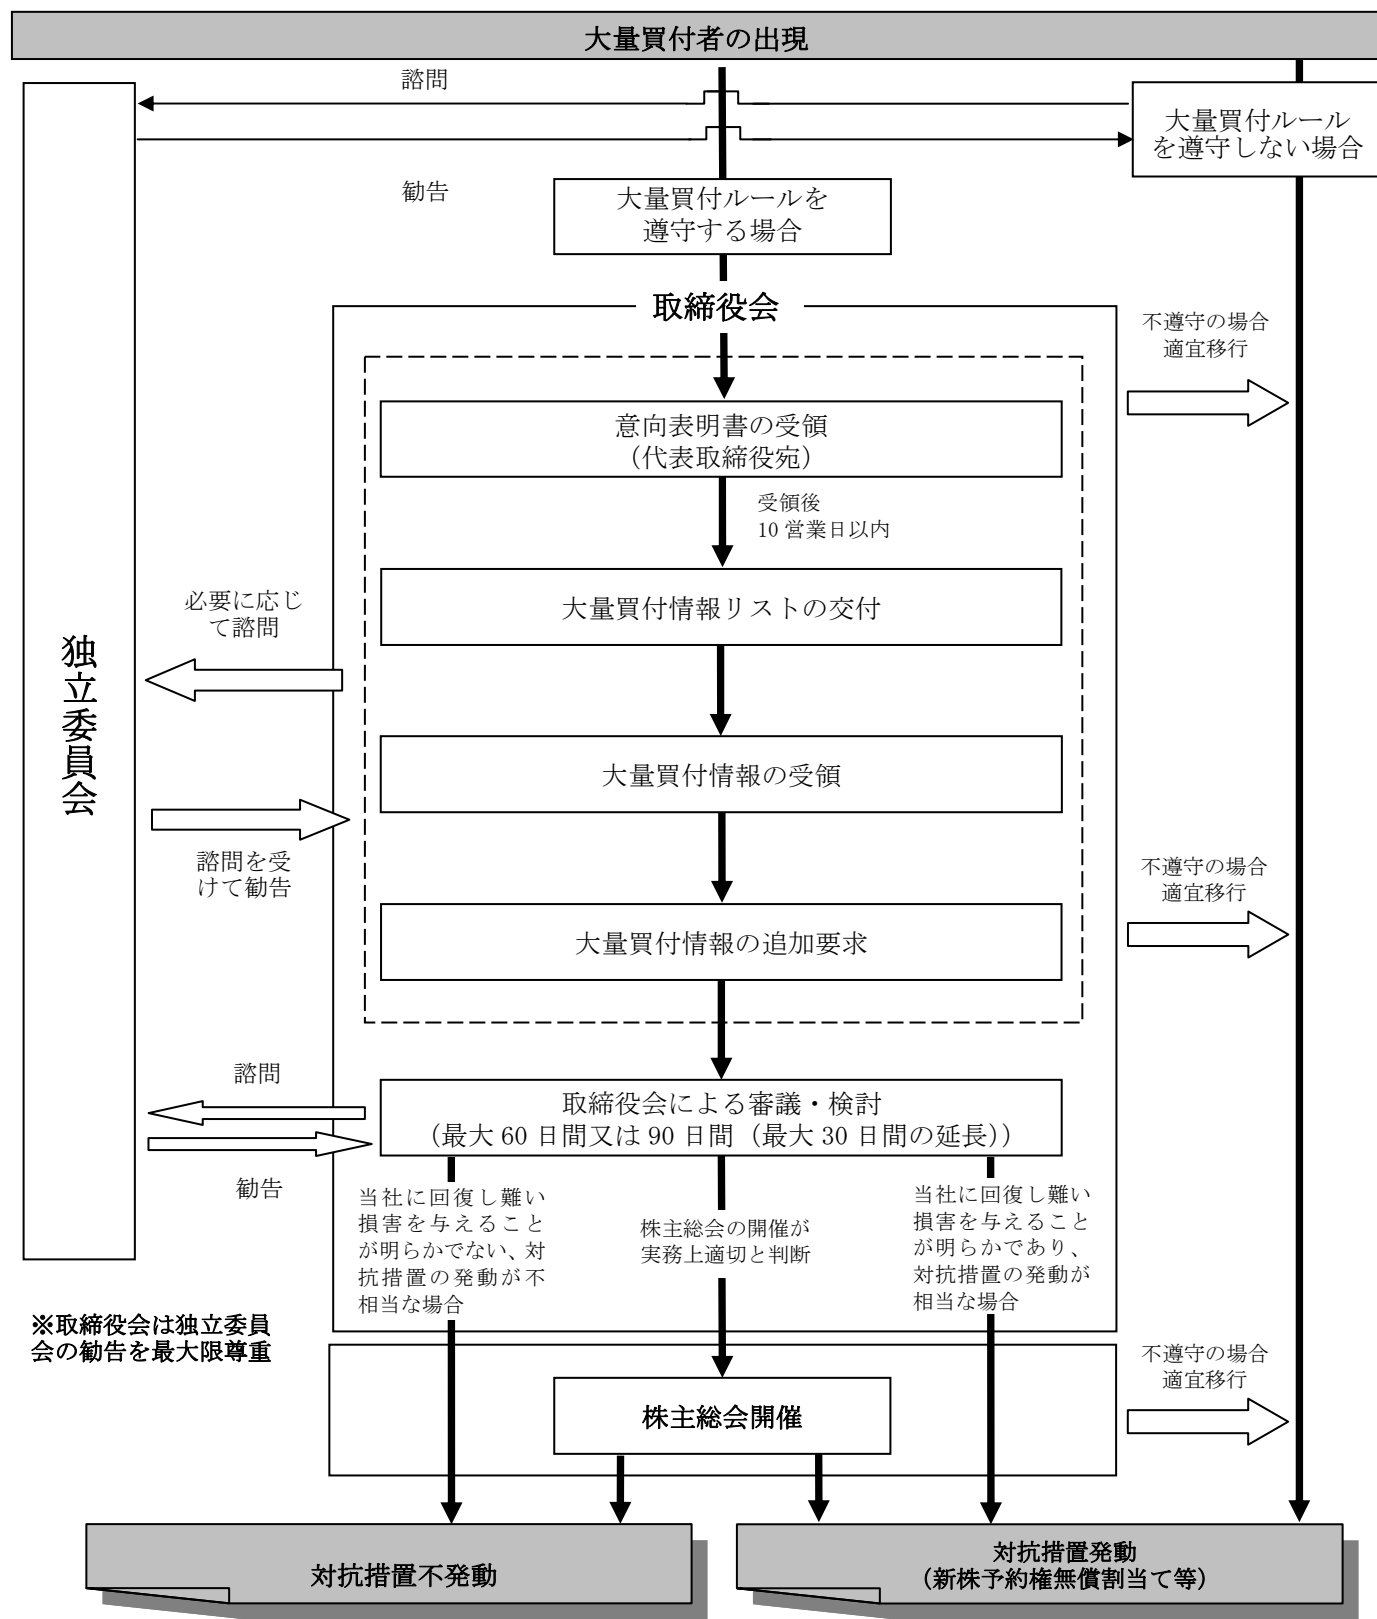 大量買付者の出現
諮問
大量買付ルール
を遵守しない場合
勧告
大量買付ルールを
遵守する場合
取締役会
不遵守の場合
適宜移行
意向表明書の受領
（代表取締役宛）
受領後
10 営業日以内
必要に応じ
て諮問
大量買付情報リストの交付
独立委員会
大量買付情報の受領
諮問を受
けて勧告
不遵守の場合
適宜移行
大量買付情報の追加要求
諮問
取締役会による審議・検討
（最大 60 日間又は 90 日間（最大 30 日間の延長））
勧告
当社に回復し難い
損害を与えること
が明らかでない、対
抗措置の発動が不
相当な場合
株主総会の開催が
実務上適切と判断
当社に回復し難い
損害を与えること
が明らかであり、
対抗措置の発動が
相当な場合
※取締役会は独立委員
会の勧告を最大限尊重
不遵守の場合
適宜移行
株主総会開催
対抗措置不発動
対抗措置発動
（新株予約権無償割当て等）